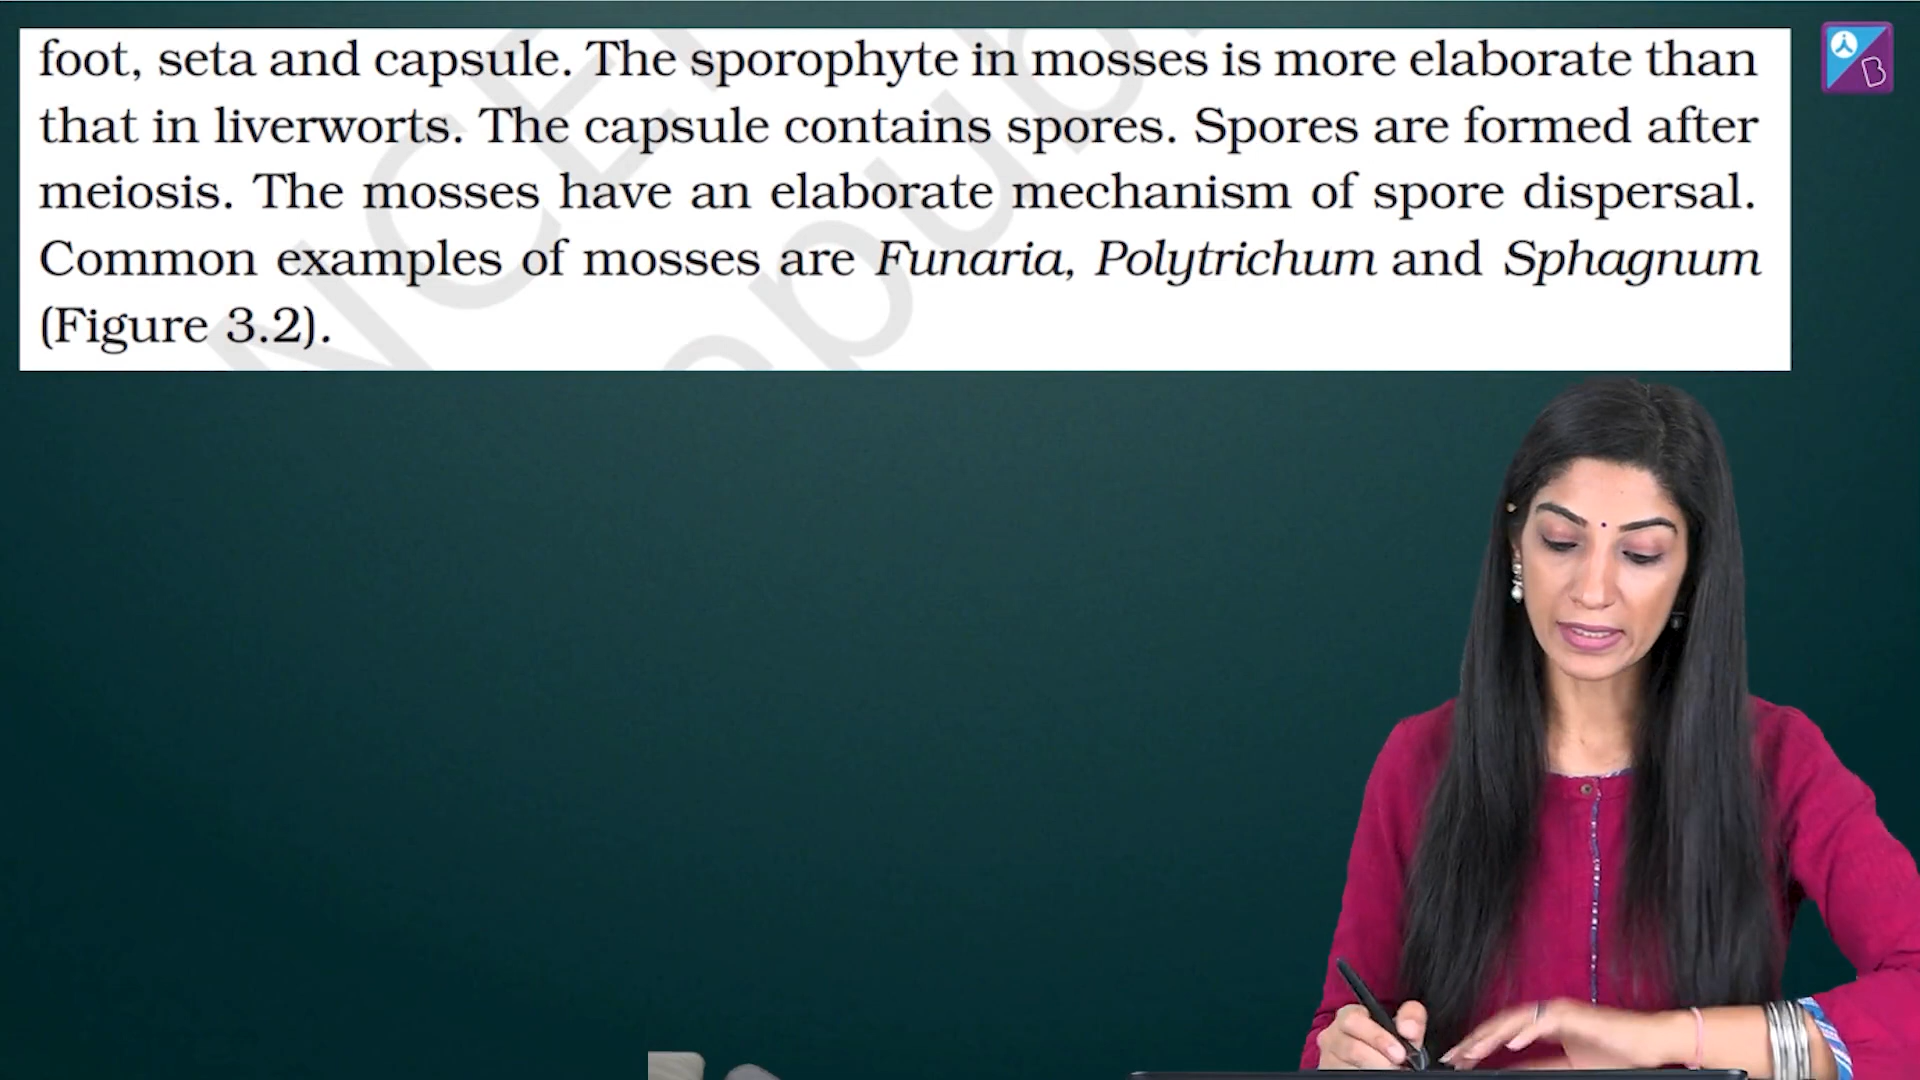 foot, seta and capsule. The sporophyte in mosses is more elaborate than
that in liverworts. The capsule contains spores. Spores are formed after
meiosis. The mosses have an elaborate mechanism of spore dispersal.
Common examples of mosses are Funaria, Polytrichum and Sphagnum
(Figure 3.2).
B